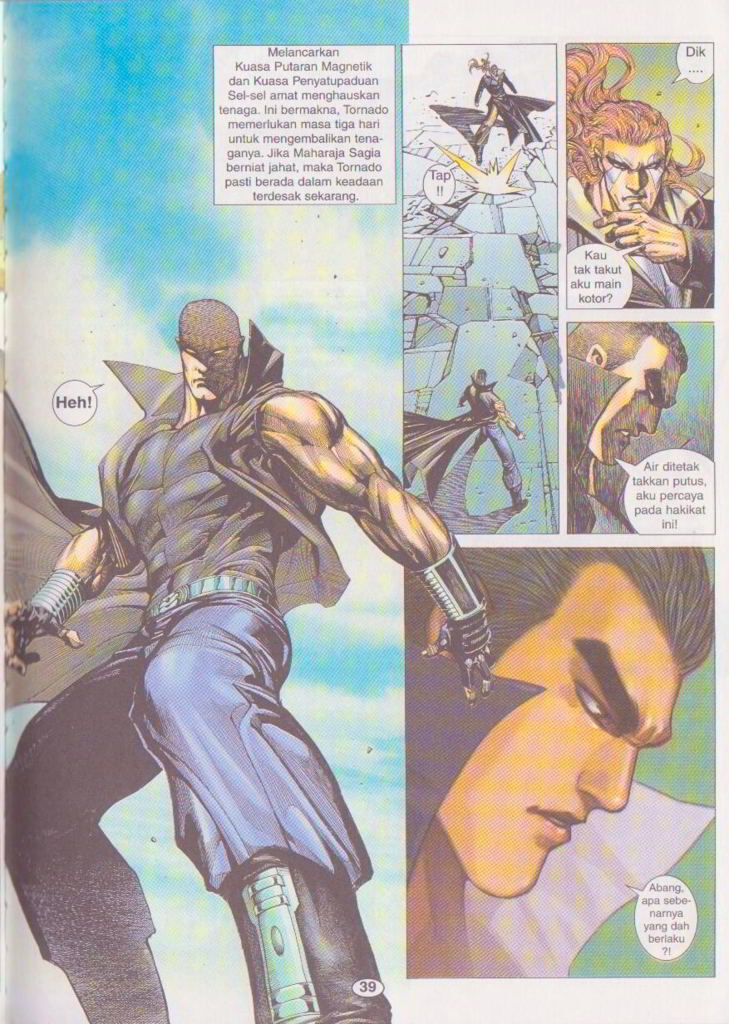 Melancarkan
Kuasa Putaran Magnetik
dan Kuasa Penyatupaduan
Sel-sel amat menghauskan
tenaga. Ini bermakna, Tornado
memerlukan masa tiga hari
untuk mengembalikan tena-
ganya. Jika Maharaja Sagia
berniat jahat, maka Tornado
pasti berada dalam keadaan
terdesak sekarang.
Heh!
Tap
!!
Dik
....
Kau
tak takut
aku main
kotor?
Air ditetak
takkan putus,
aku percaya
pada hakikat
ini!
Abang,
apa sebe-
narnya
yang dah
berlaku
?!
39